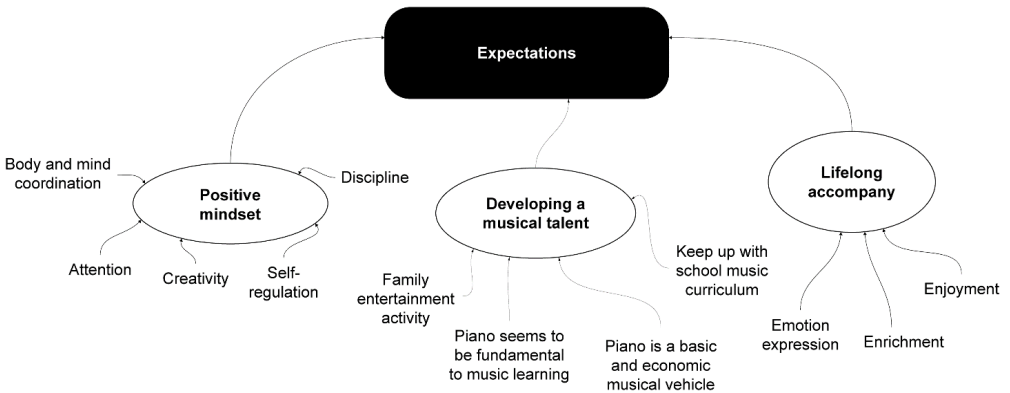 Expectations
Body and mind
coordination
Positive
mindset
Discipline
Attention
Creativity
Self-
regulation
Developing a
musical talent
Family
entertainment
activity
Piano seems to
be fundamental
to music learning
Piano is a basic
and economic
musical vehicle
Keep up with
school music
curriculum
Lifelong
accompany
Emotion
expression
Enrichment
Enjoyment